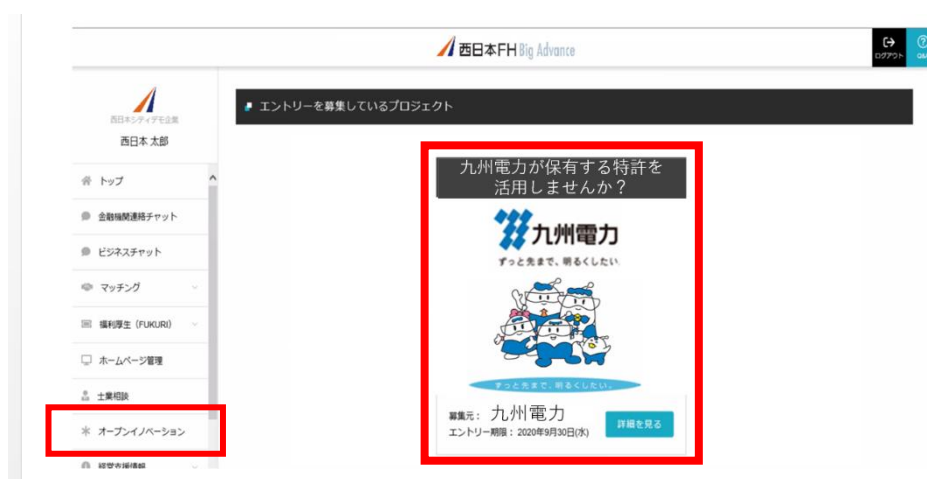 西日本FH Big Advance
ログアウト
西日本シティデモ企業
西日本 太郎
トップ
金融機関連絡チャット
ビジネスチャット
マッチング
福利厚生（FUKURI）
ホームページ管理
士業相談
オープンイノベーション
経営支援情報
エントリーを募集しているプロジェクト
九州電力が保有する特許を
活用しませんか？
九州電力
ずっと先まで、明るくしたい。
ずっと先まで、明るくしたい。
募集元： 九州電力
エントリー期限：2020年9月30日(水)
詳細を見る